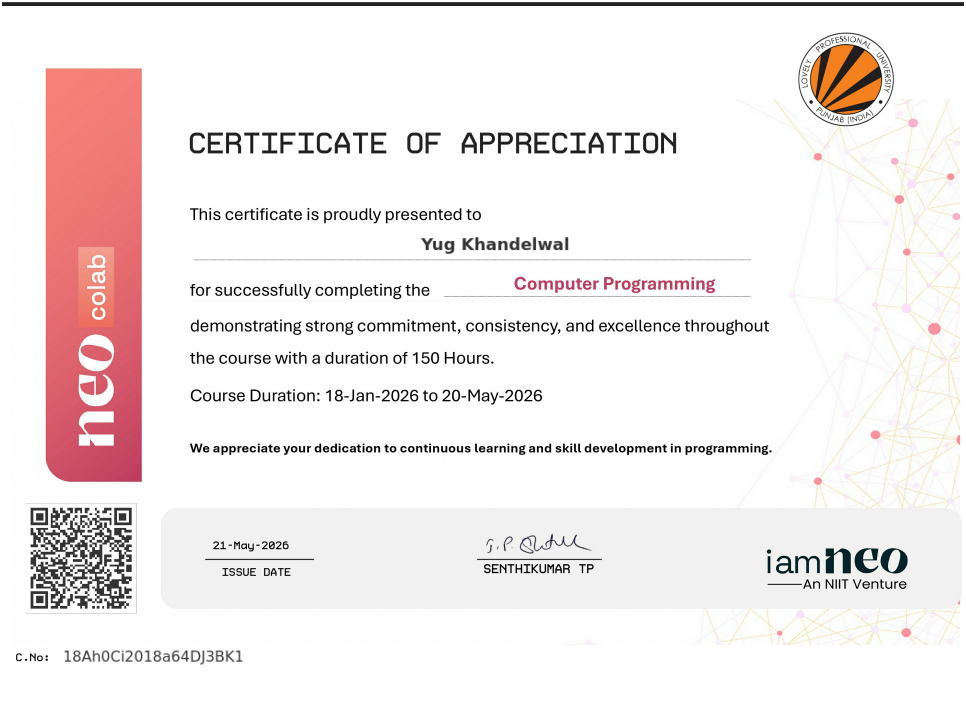 LOVELY PROFESSIONAL UNIVERSITY
PUNJAB (INDIA)
CERTIFICATE OF APPRECIATION
This certificate is proudly presented to
Yug Khandelwal
for successfully completing the Computer Programming
demonstrating strong commitment, consistency, and excellence throughout
the course with a duration of 150 Hours.
Course Duration: 18-Jan-2026 to 20-May-2026
We appreciate your dedication to continuous learning and skill development in programming.
neo colab
21-May-2026
ISSUE DATE
SENTHIKUMAR TP
iamneo
An NIIT Venture
C.No: 18Ah0Ci2018a64DJ3BK1